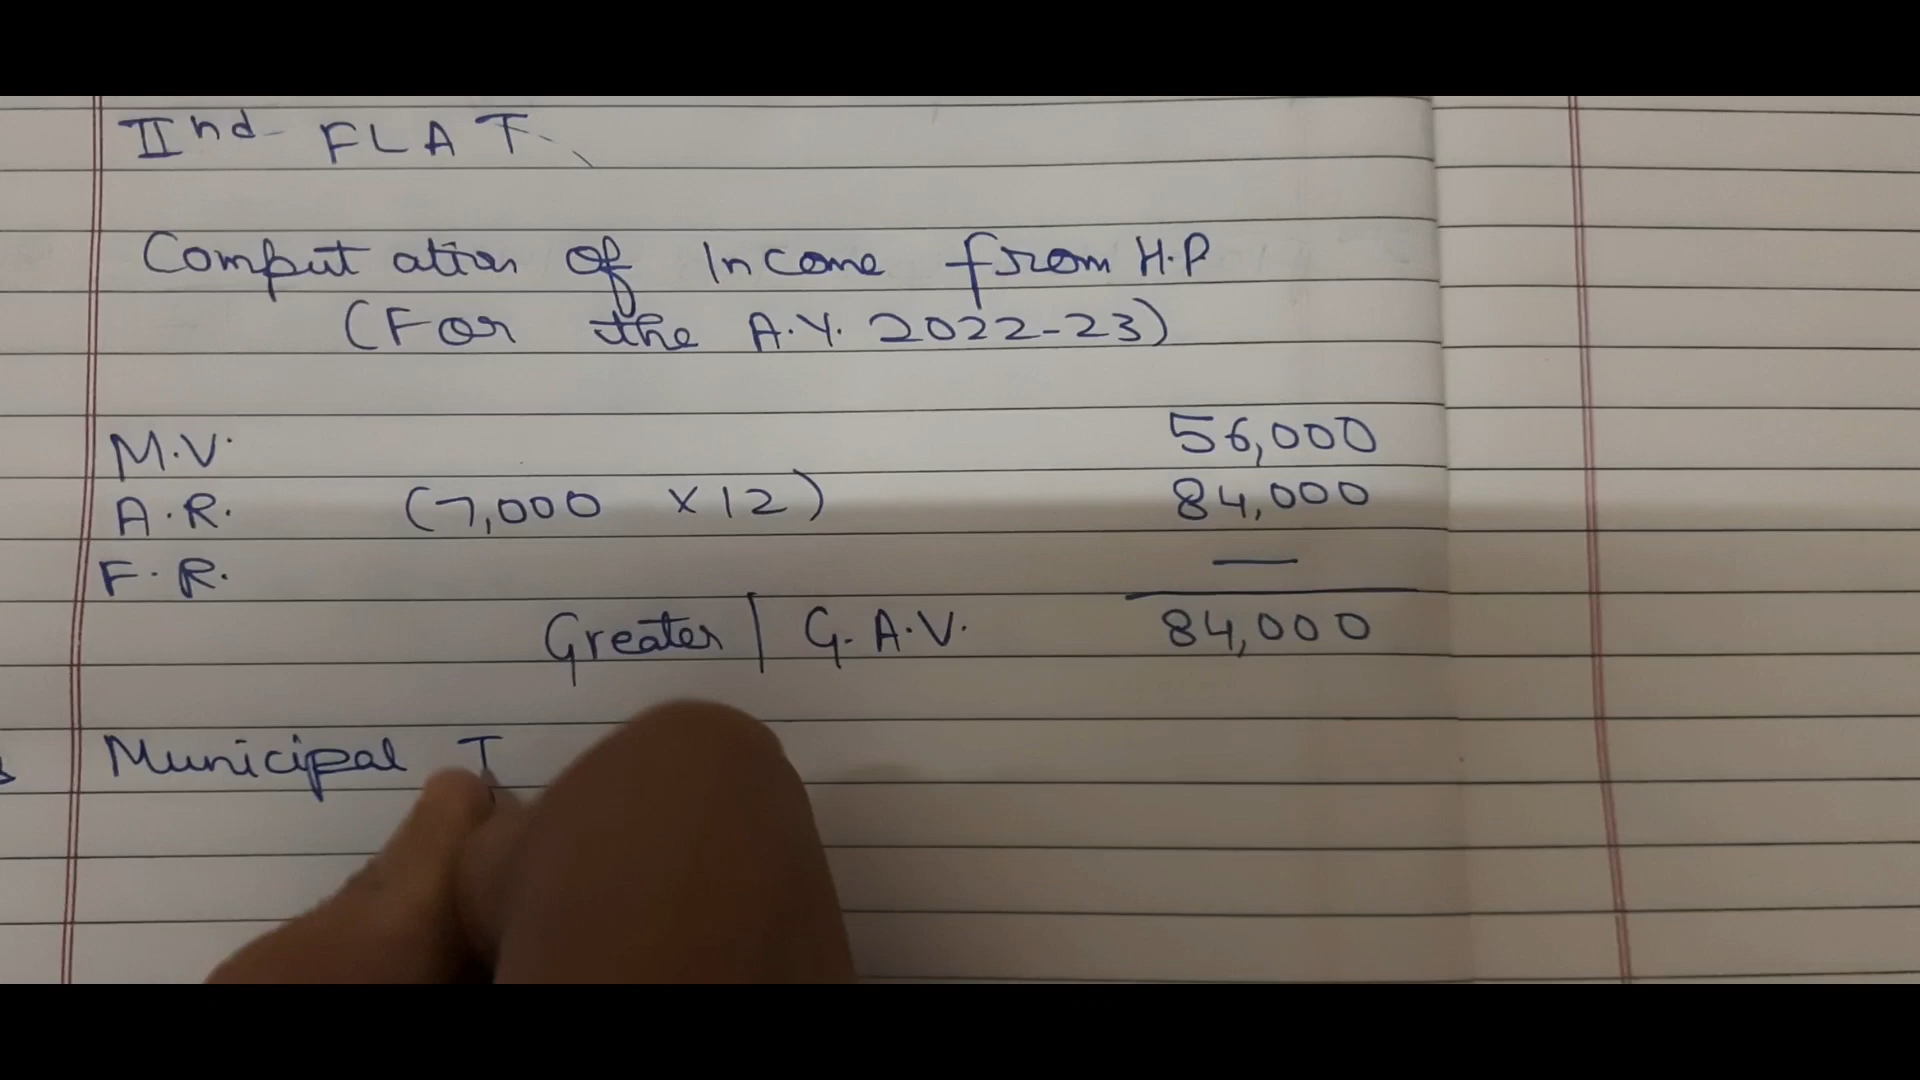 IInd FLAT
Computation of Income from H.P
(For the A.Y. 2022-23)
M.V. 56,000
A.R. (7,000 X12) 84,000
F.R. —
Greater | G.A.V. 84,000
Municipal T